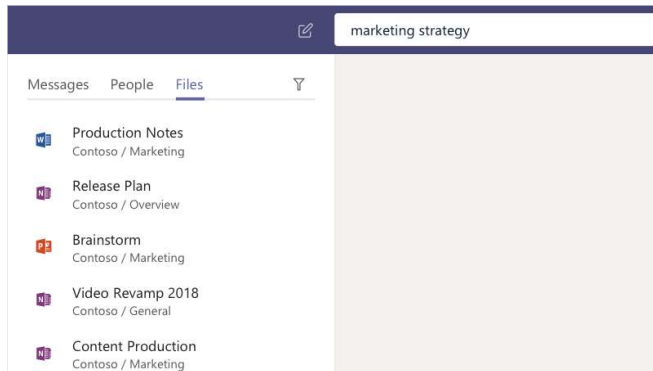 marketing strategy
Messages People Files
Production Notes
Contoso / Marketing
Release Plan
Contoso / Overview
Brainstorm
Contoso / Marketing
Video Revamp 2018
Contoso / General
Content Production
Contoso / Marketing